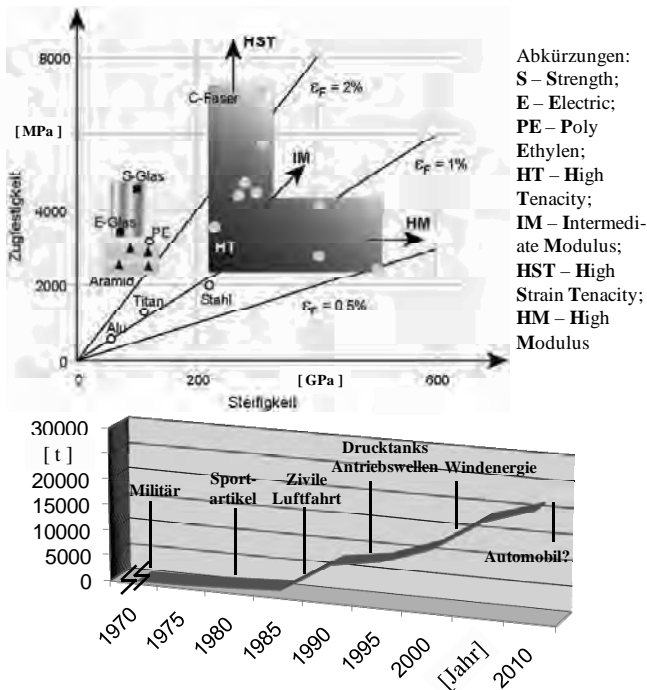 HST
8000
C-Faser
ε_F = 2%
[ MPa ]
Zugfestigkeit
IM
ε_F = 1%
S-Glas
4000
E-Glas
PE
HT
HM
2000
Aramid
Titan
Stahl
Alu
ε_F = 0.5%
0
0
200
[ GPa ]
600
Steifigkeit
Abkürzungen:
S – Strength;
E – Electric;
PE – Poly
Ethylen;
HT – High
Tenacity;
IM – Intermedi-
ate Modulus;
HST – High
Strain Tenacity;
HM – High
Modulus
30000
[ t ]
25000
20000
15000
10000
5000
0
Militär
Sport-
artikel
Zivile
Luftfahrt
Drucktanks
Antriebswellen
Windenergie
Automobil?
1970
1975
1980
1985
1990
1995
2000
[Jahr]
2010